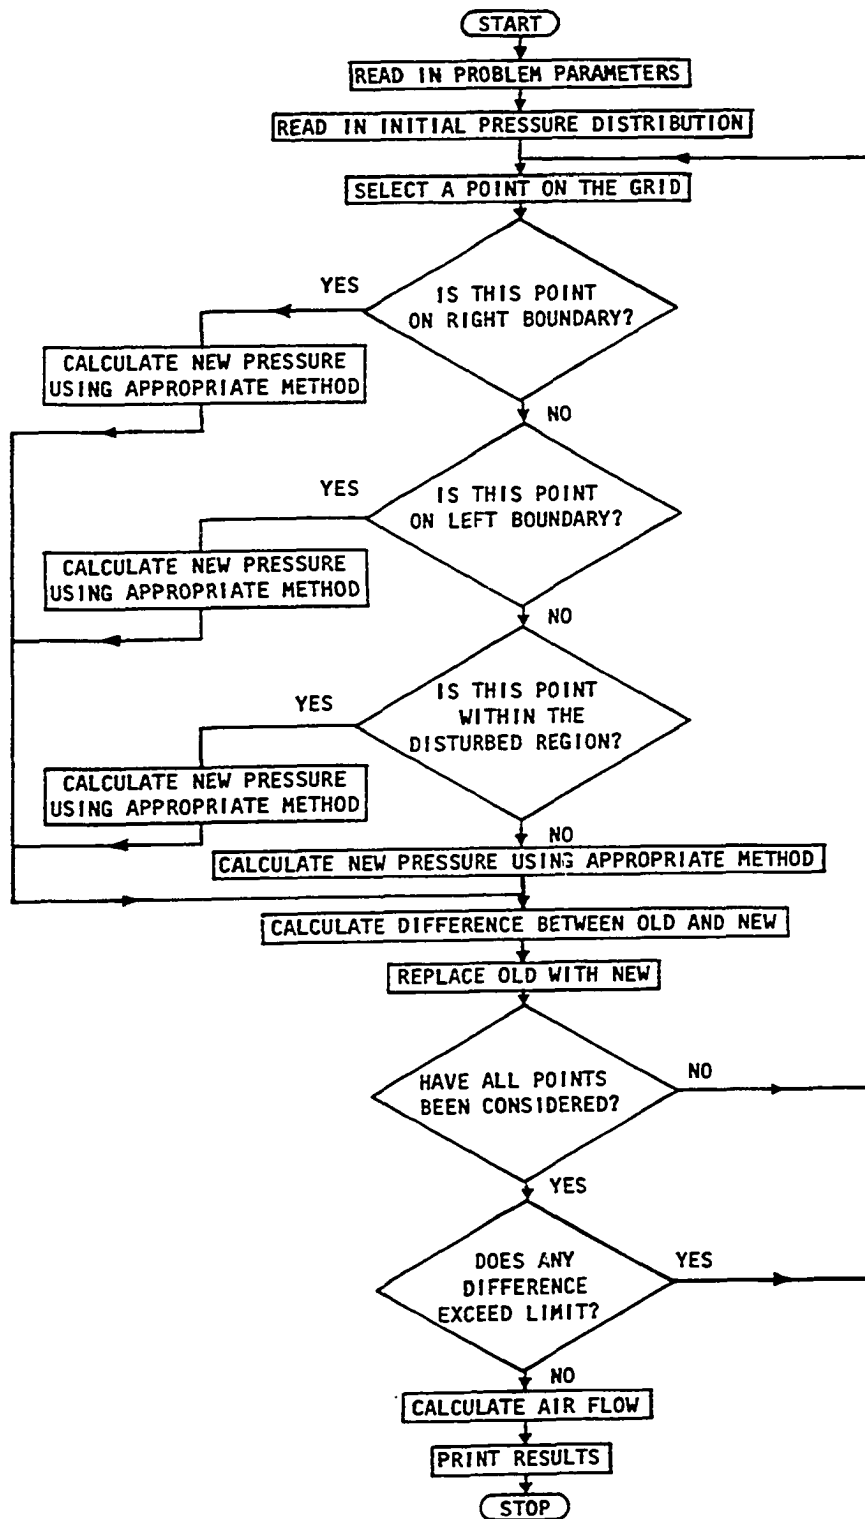 START
READ IN PROBLEM PARAMETERS
READ IN INITIAL PRESSURE DISTRIBUTION
SELECT A POINT ON THE GRID
YES
IS THIS POINT
ON RIGHT BOUNDARY?
CALCULATE NEW PRESSURE
USING APPROPRIATE METHOD
NO
YES
IS THIS POINT
ON LEFT BOUNDARY?
CALCULATE NEW PRESSURE
USING APPROPRIATE METHOD
NO
YES
IS THIS POINT
WITHIN THE
DISTURBED REGION?
CALCULATE NEW PRESSURE
USING APPROPRIATE METHOD
NO
CALCULATE NEW PRESSURE USING APPROPRIATE METHOD
CALCULATE DIFFERENCE BETWEEN OLD AND NEW
REPLACE OLD WITH NEW
HAVE ALL POINTS
BEEN CONSIDERED?
NO
YES
DOES ANY
DIFFERENCE
EXCEED LIMIT?
YES
NO
CALCULATE AIR FLOW
PRINT RESULTS
STOP